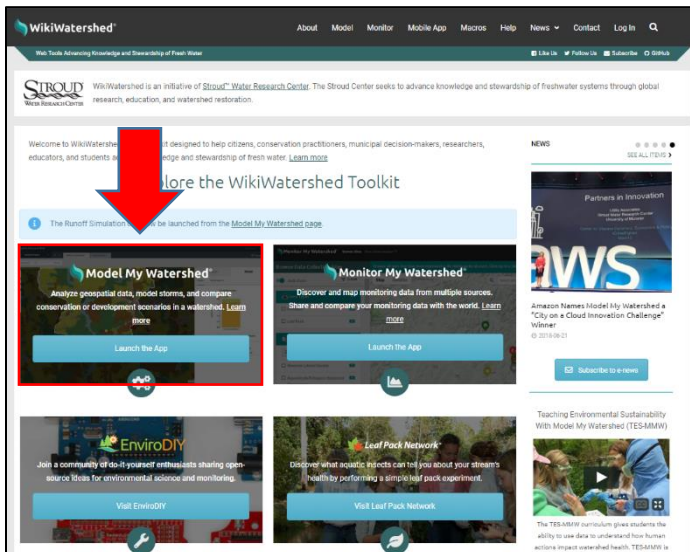 WikiWatershed®
About Model Monitor Mobile App Macros Help News Contact Log In
Web Tools Advancing Knowledge and Stewardship of Fresh Water
Like Us Follow Us Subscribe GitHub
STROUD
WATER RESEARCH CENTER
WikiWatershed is an initiative of Stroud™ Water Research Center. The Stroud Center seeks to advance knowledge and stewardship of freshwater systems through global
research, education, and watershed restoration.
Welcome to WikiWatershed
kit designed to help citizens, conservation practitioners, municipal decision-makers, researchers,
educators, and students a
edge and stewardship of fresh water. Learn more
lore the WikiWatershed Toolkit
The Runoff Simulation
be launched from the Model My Watershed page.
Model My Watershed®
Analyze geospatial data, model storms, and compare
conservation or development scenarios in a watershed. Learn
more
Launch the App
Monitor My Watershed®
Discover and map monitoring data from multiple sources.
Share and compare your monitoring data with the world. Learn
more
Launch the App
EnviroDIY
Join a community of do-it-yourself enthusiasts sharing open-
source ideas for environmental science and monitoring.
Visit EnviroDIY
Leaf Pack Network®
Discover what aquatic insects can tell you about your stream's
health by performing a simple leaf pack experiment.
Visit Leaf Pack Network
NEWS
SEE ALL ITEMS
Partners in Innovation
aws
Amazon Names Model My Watershed a
"City on a Cloud Innovation Challenge"
Winner
2016-06-21
Subscribe to e-news
Teaching Environmental Sustainability
With Model My Watershed (TES-MMW)
The TES-MMW curriculum gives students the
ability to use data to understand how human
actions impact watershed health. TES-MMW is